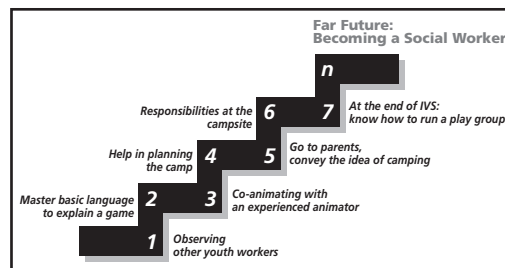 Far Future:
Becoming a Social Worker
n
Responsibilities at the
campsite
6
7
At the end of IVS:
know how to run a play group
Help in planning
the camp
4
5
Go to parents,
convey the idea of camping
Master basic language
to explain a game
2
3
Co-animating with
an experienced animator
1
Observing
other youth workers